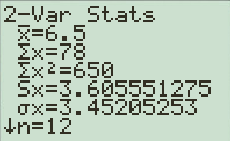 2-Var Stats
x̅=6.5
Σx=78
Σx²=650
Sx=3.605551275
σx=3.45205253
↓n=12